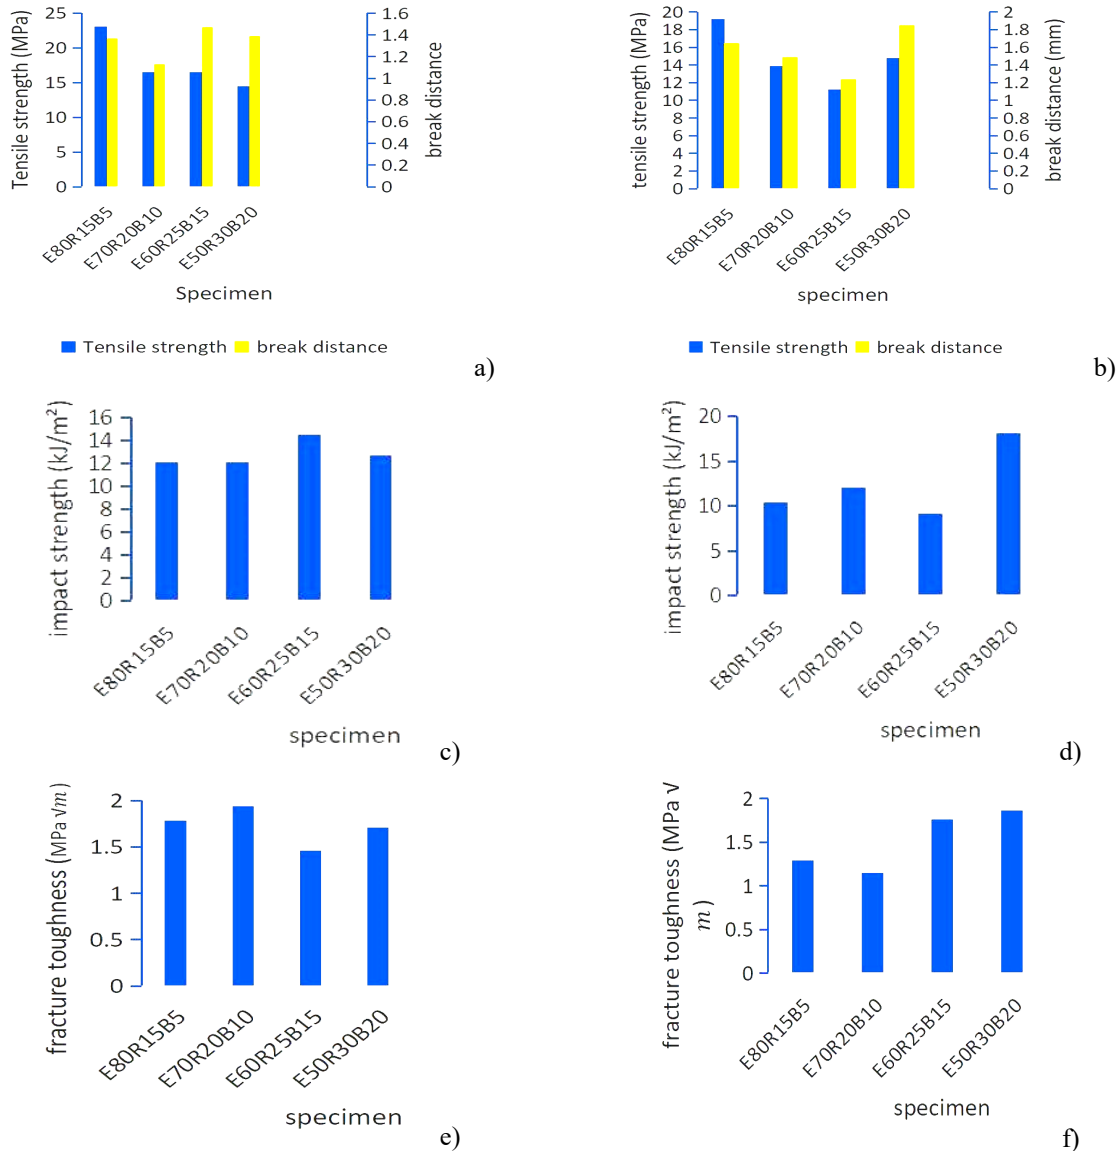 Tensile strength (MPa)
25
20
15
10
5
0
break distance
1.6
1.4
1.2
1
0.8
0.6
0.4
0.2
0
E80R15B5
E70R20B10
E60R25B15
E50R30B20
Specimen
Tensile strength break distance
a)
tensile strength (MPa)
20
18
16
14
12
10
8
6
4
2
0
break distance (mm)
2
1.8
1.6
1.4
1.2
1
0.8
0.6
0.4
0.2
0
E80R15B5
E70R20B10
E60R25B15
E50R30B20
specimen
Tensile strength break distance
b)
impact strength (kJ/m²)
16
14
12
10
8
6
4
2
0
E80R15B5
E70R20B10
E60R25B15
E50R30B20
specimen
c)
impact strength (kJ/m²)
20
15
10
5
0
E80R15B5
E70R20B10
E60R25B15
E50R30B20
specimen
d)
fracture toughness (MPa √m)
2
1.5
1
0.5
0
E80R15B5
E70R20B10
E60R25B15
E50R30B20
specimen
e)
fracture toughness (MPa √
m )
2
1.5
1
0.5
0
E80R15B5
E70R20B10
E60R25B15
E50R30B20
specimen
f)